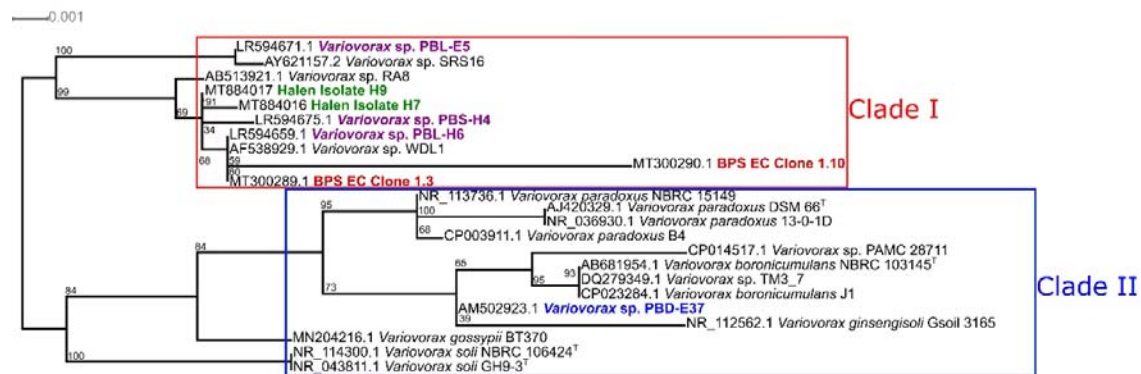 0.001
100
LR594671.1 Variovorax sp. PBL-E5
AY621157.2 Variovorax sp. SRS16
99
AB513921.1 Variovorax sp. RA8
69
MT884017 Halen Isolate H9
91
MT884016 Halen Isolate H7
LR594675.1 Variovorax sp. PBS-H4
34
LR594659.1 Variovorax sp. PBL-H6
AF538929.1 Variovorax sp. WDL1
68
59
MT300290.1 BPS EC Clone 1.10
60
MT300289.1 BPS EC Clone 1.3
Clade I
NR_113736.1 Variovorax paradoxus NBRC 15149
95
AJ420329.1 Variovorax paradoxus DSM 66T
100
NR_036930.1 Variovorax paradoxus 13-0-1D
68
CP003911.1 Variovorax paradoxus B4
84
CP014517.1 Variovorax sp. PAMC 28711
65
AB681954.1 Variovorax boronicumulans NBRC 103145T
93
95
DQ279349.1 Variovorax sp. TM3_7
73
CP023284.1 Variovorax boronicumulans J1
84
AM502923.1 Variovorax sp. PBD-E37
39
NR_112562.1 Variovorax ginsengisoli Gsoil 3165
MN204216.1 Variovorax gossypii BT370
NR_114300.1 Variovorax soli NBRC 106424T
100
NR_043811.1 Variovorax soli GH9-3T
Clade II